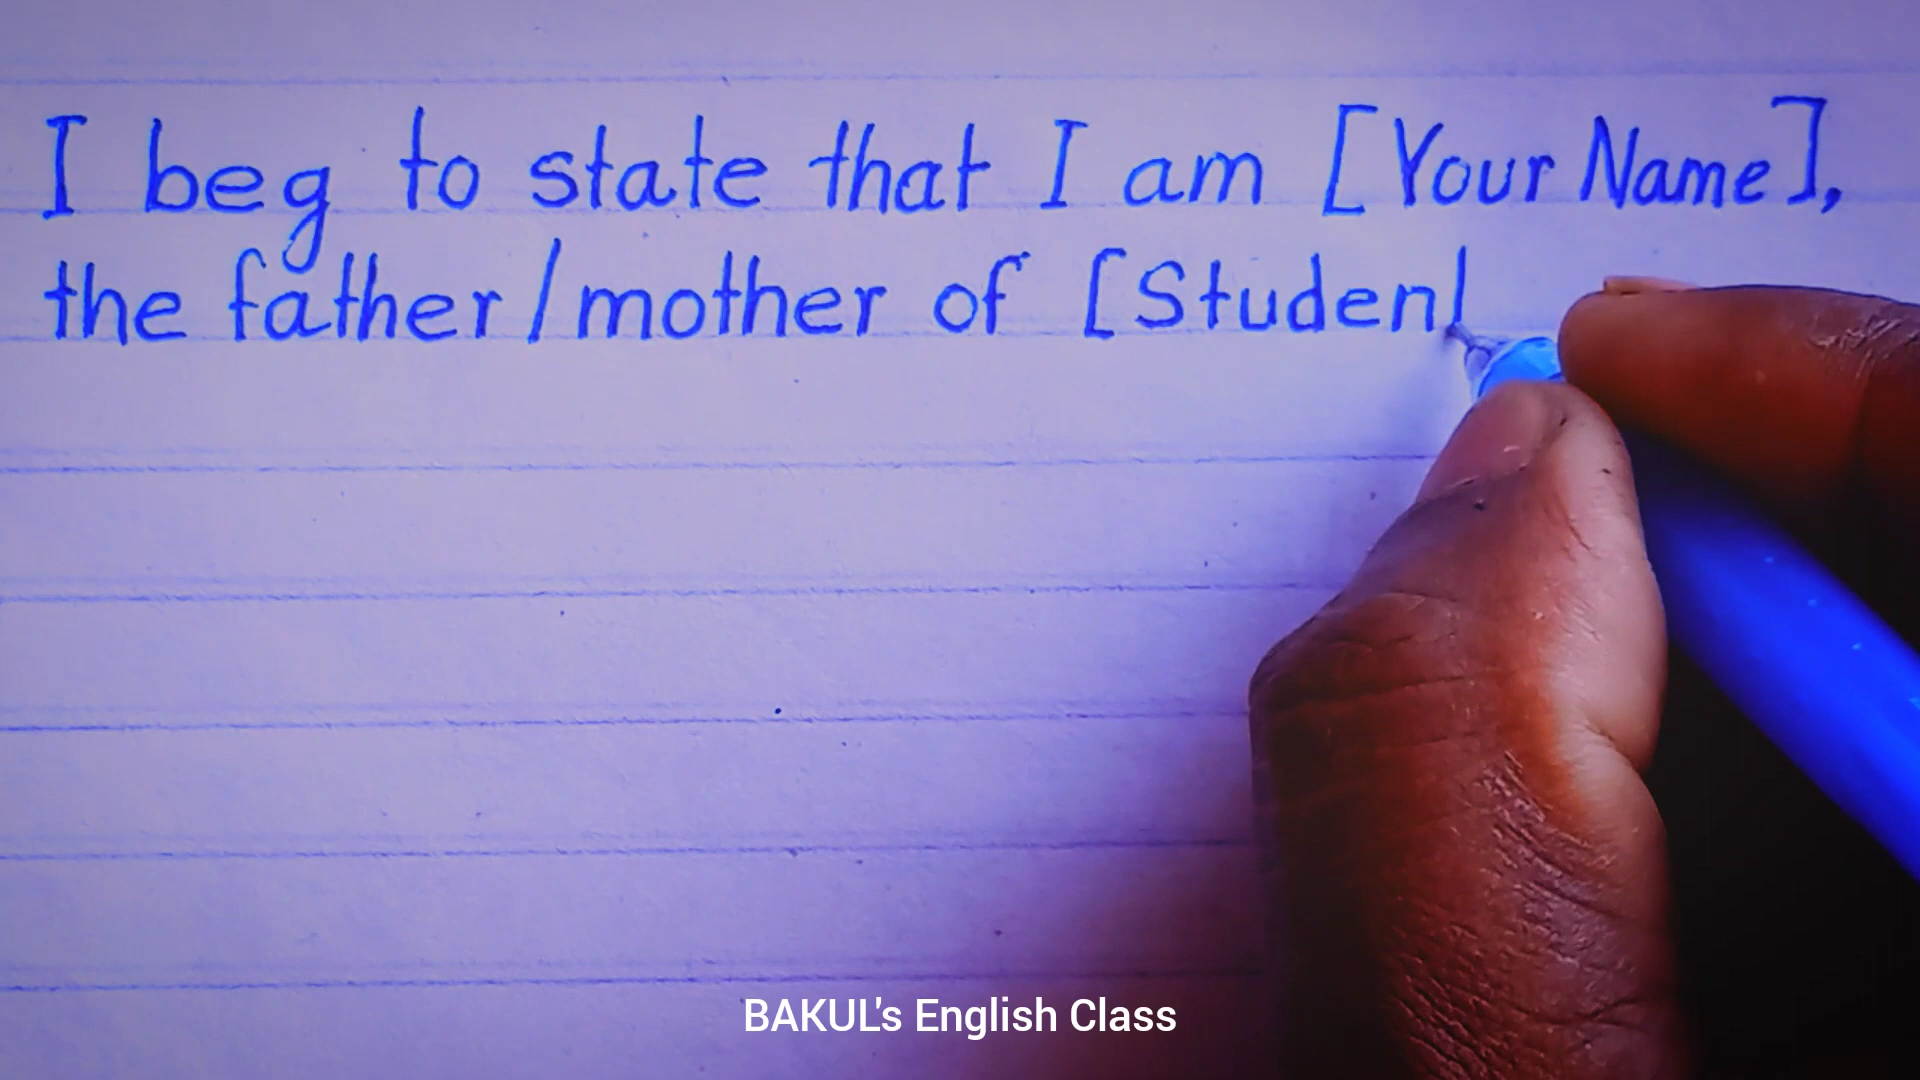 I beg to state that I am [Your Name],
the father/mother of [Studen
BAKUL's English Class